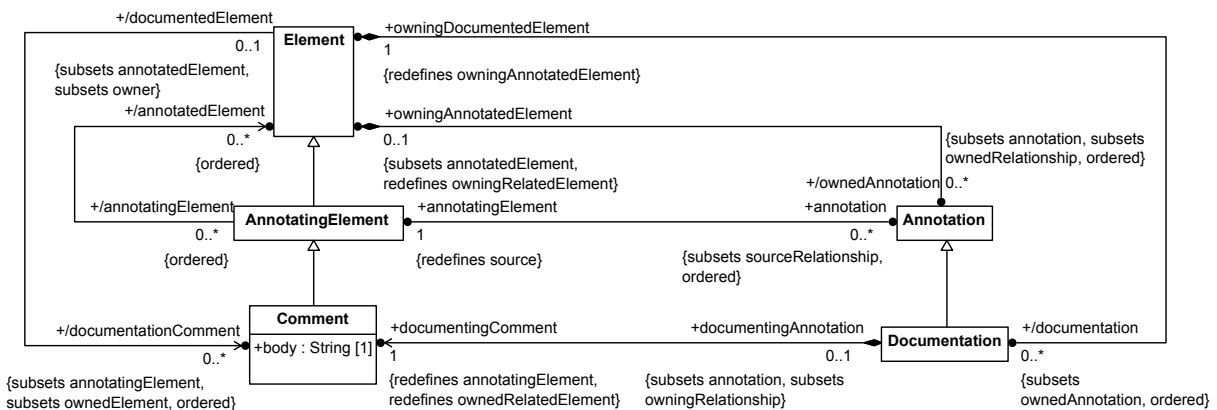 +/documentedElement
0..1
{subsets annotatedElement,
subsets owner}
Element
+owningDocumentedElement
1
{redefines owningAnnotatedElement}
+/annotatedElement
0..*
{ordered}
+owningAnnotatedElement
0..1
{subsets annotatedElement,
redefines owningRelatedElement}
{subsets annotation, subsets
ownedRelationship, ordered}
+/ownedAnnotation 0..*
+/annotatingElement
0..*
{ordered}
AnnotatingElement
+annotatingElement
1
{redefines source}
+annotation
0..*
{subsets sourceRelationship,
ordered}
Annotation
+/documentationComment
0..*
{subsets annotatingElement,
subsets ownedElement, ordered}
Comment
+body : String [1]
+documentingComment
1
{redefines annotatingElement,
redefines ownedRelatedElement}
+documentingAnnotation
0..1
{subsets annotation, subsets
owningRelationship}
Documentation
+/documentation
0..*
{subsets
ownedAnnotation, ordered}